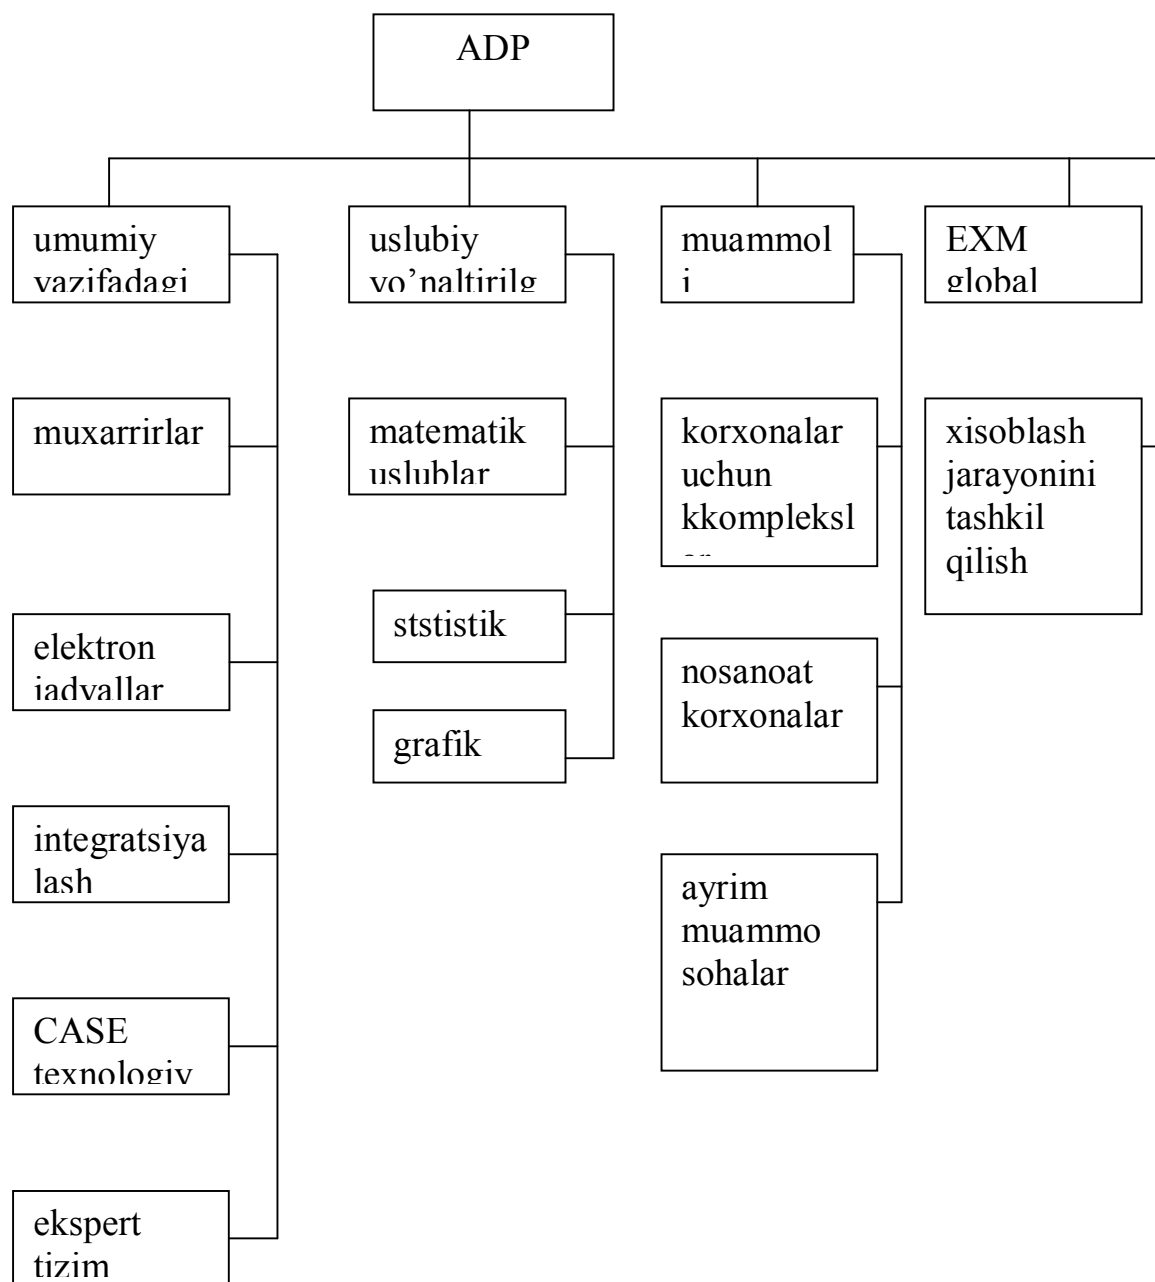 ADP
umumiy
vazifadagi
uslubiy
yo’naltirilg
muammol
i
EXM
global
muxarrirlar
matematik
uslublar
korxonalar
uchun
kkompleksl
xisoblash
jarayonini
tashkil
qilish
elektron
jadvallar
ststistik
nosanoat
korxonalar
grafik
integratsiya
lash
ayrim
muammo
sohalar
CASE
texnologiy
ekspert
tizim